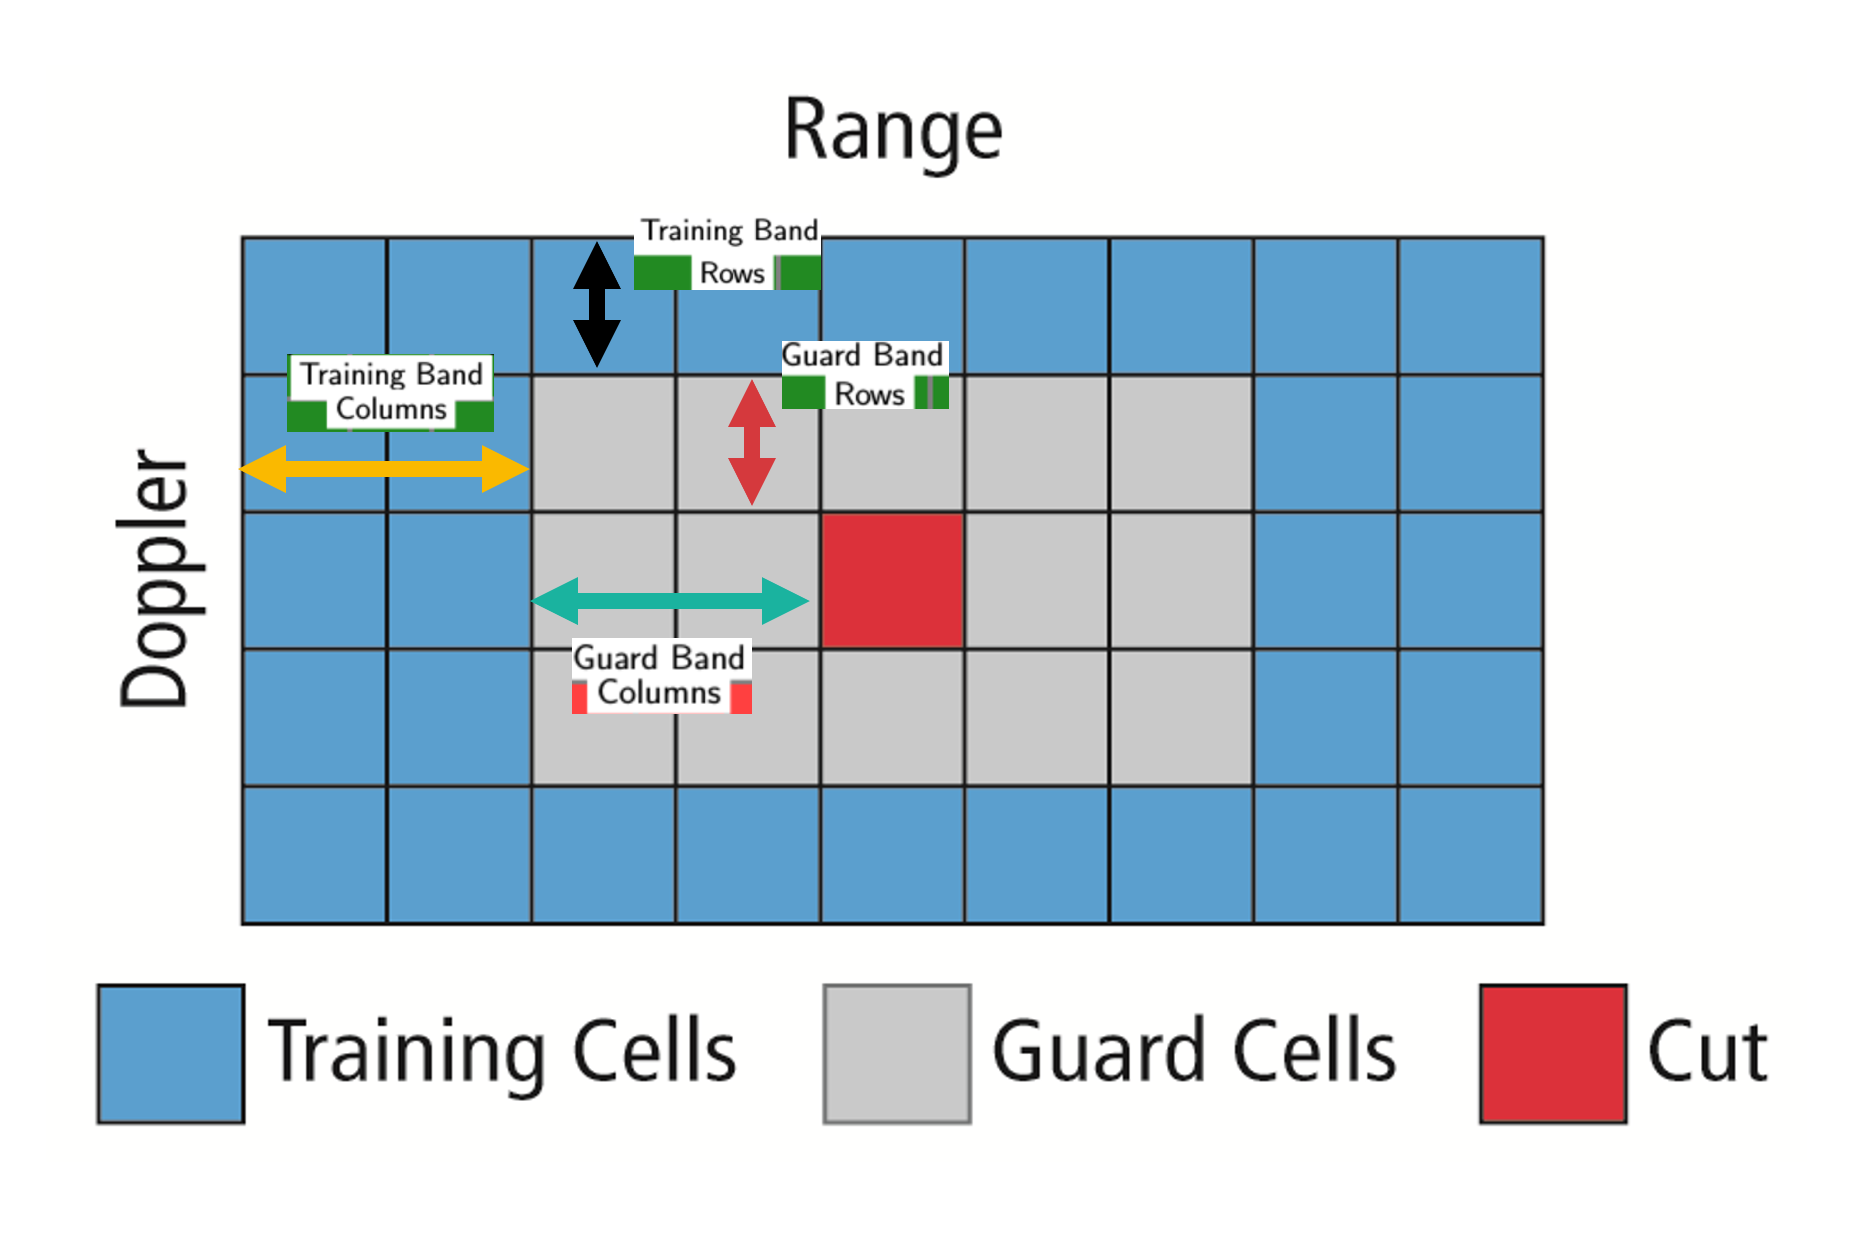 Range
Training Band
Rows
Guard Band
Rows
Training Band
Columns
Doppler
Guard Band
Columns
Training Cells
Guard Cells
Cut